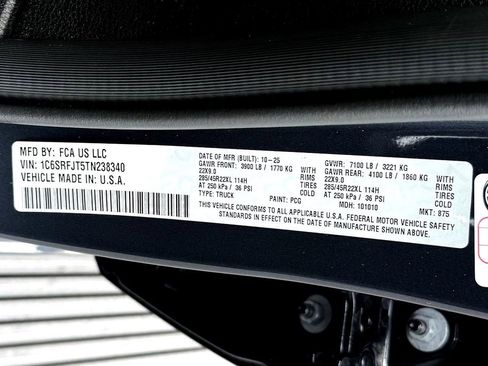 MFD BY: FCA US LLC
VIN: 1C6SRFJT5TN238340
VEHICLE MADE IN: U.S.A.
DATE OF MFR (BUILT): 10-25 GVWR: 7100 LB / 3221 KG
GAWR FRONT: 3900 LB / 1770 KG WITH GAWR REAR: 4100 LB / 1860 KG WITH
22X9.0 RIMS 22X9.0 RIMS
285/45R22XL 114H TIRES 285/45R22XL 114H TIRES
AT 250 kPa / 36 PSI COLD AT 250 kPa / 36 PSI COLD
TYPE: TRUCK PAINT: PCG MDH: 101010 MKT: 875
THIS VEHICLE CONFORMS TO ALL APPLICABLE U.S.A. FEDERAL MOTOR VEHICLE SAFETY
STANDARDS IN EFFECT ON THE DATE OF MANUFACTURE SHOWN ABOVE.